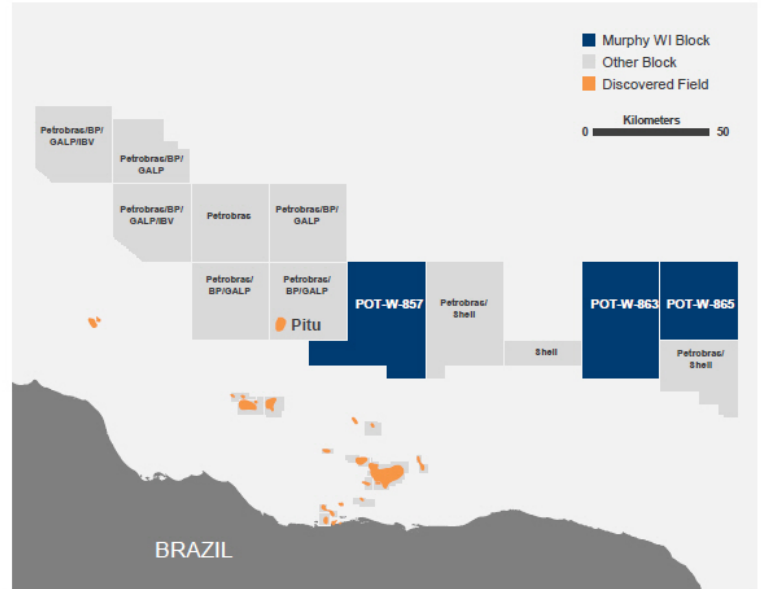 Murphy WI Block
Other Block
Discovered Field
Kilometers
0 50
Petrobras/BP/
GALP/IBV
Petrobras/BP/
GALP
Petrobras/BP/
GALP/IBV
Petrobras
Petrobras/BP/
GALP
Petrobras/
BP/GALP
Petrobras/
BP/GALP
Pitu
POT-W-857
Petrobras/
Shell
Shell
POT-W-863
POT-W-865
Petrobras/
Shell
BRAZIL